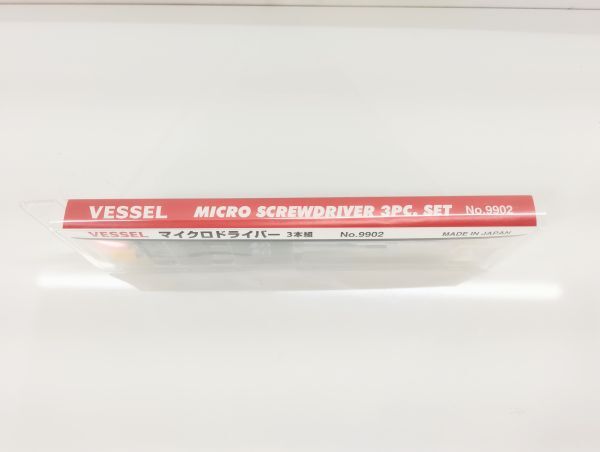 VESSEL MICRO SCREWDRIVER 3PC. SET No.9902
VESSEL マイクロドライバー 3本組 No.9902 MADE IN JAPAN